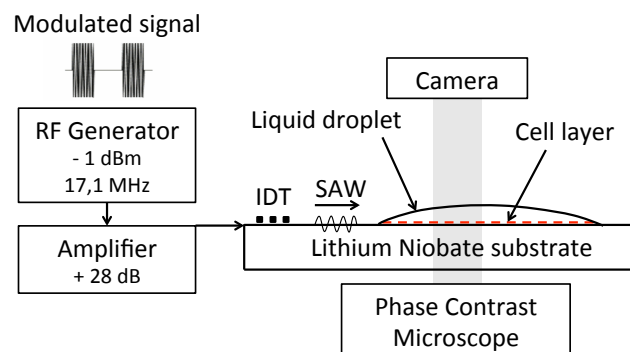 Modulated signal
RF Generator
- 1 dBm
17,1 MHz
Amplifier
+ 28 dB
IDT
SAW
Liquid droplet
Camera
Cell layer
Lithium Niobate substrate
Phase Contrast
Microscope